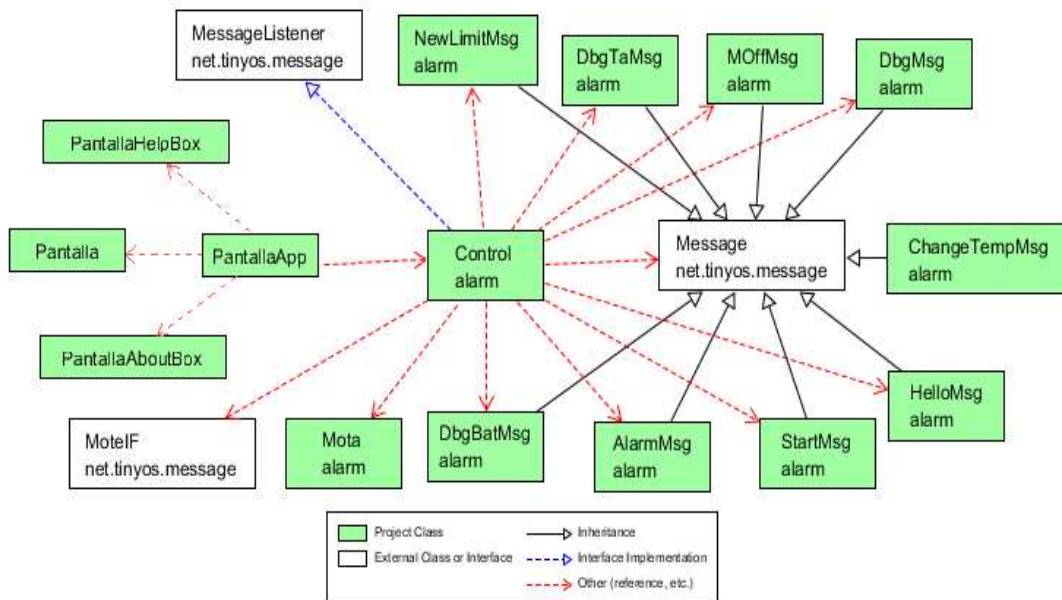 MessageListener
net.tinyos.message
NewLimitMsg
alarm
DbgTaMsg
alarm
MOffMsg
alarm
DbgMsg
alarm
PantallaHelpBox
Pantalla
PantallaApp
Control
alarm
Message
net.tinyos.message
ChangeTempMsg
alarm
PantallaAboutBox
MoteIF
net.tinyos.message
Mota
alarm
DbgBatMsg
alarm
AlarmMsg
alarm
StartMsg
alarm
HelloMsg
alarm
Project Class
Inheritance
External Class or Interface
Interface Implementation
Other (reference, etc.)